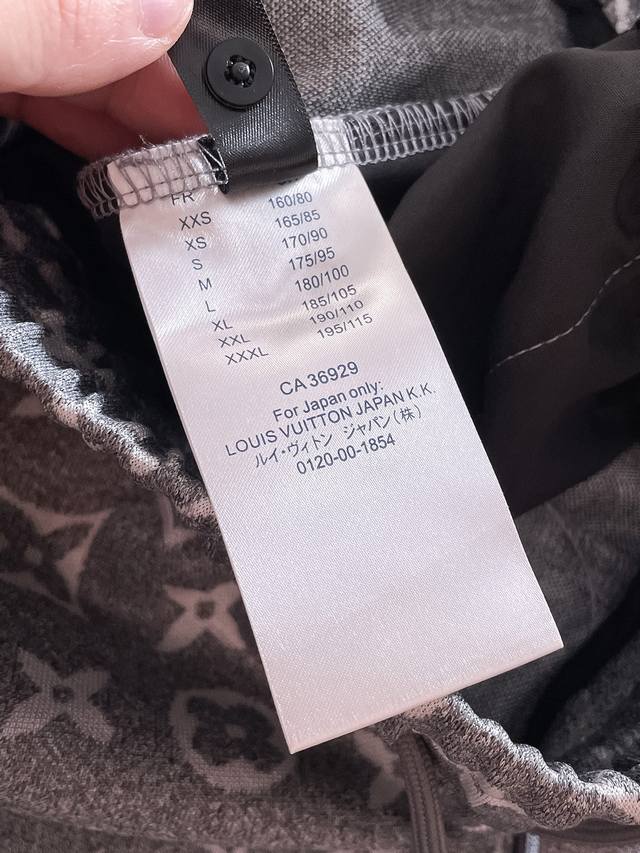 FR
XXS 160/80
XS 165/85
S 170/90
M 175/95
L 180/100
XL 185/105
XXL 190/110
XXXL 195/115
CA 36929
For Japan only:
LOUIS VUITTON JAPAN K.K.
ルイ・ヴィトン ジャパン(株)
0120-00-1854